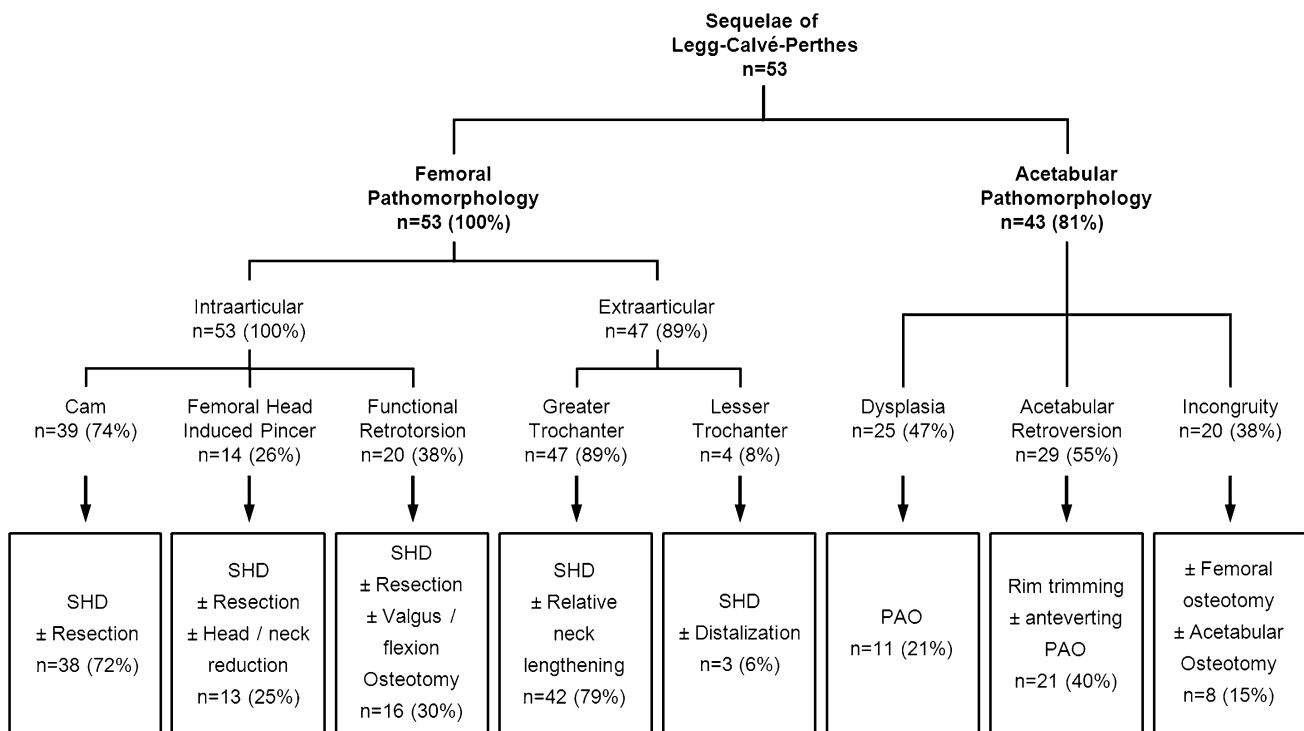 Sequelae of
Legg-Calvé-Perthes
n=53
Femoral
Pathomorphology
n=53 (100%)
Acetabular
Pathomorphology
n=43 (81%)
Intraarticular
n=53 (100%)
Extraarticular
n=47 (89%)
Cam
n=39 (74%)
Femoral Head
Induced Pincer
n=14 (26%)
Functional
Retrotorsion
n=20 (38%)
Greater
Trochanter
n=47 (89%)
Lesser
Trochanter
n=4 (8%)
Dysplasia
n=25 (47%)
Acetabular
Retroversion
n=29 (55%)
Incongruity
n=20 (38%)
SHD
± Resection
n=38 (72%)
SHD
± Resection
± Head / neck
reduction
n=13 (25%)
SHD
± Resection
± Valgus /
flexion
Osteotomy
n=16 (30%)
SHD
± Relative
neck
lengthening
n=42 (79%)
SHD
± Distalization
n=3 (6%)
PAO
n=11 (21%)
Rim trimming
± anteverting
PAO
n=21 (40%)
± Femoral
osteotomy
± Acetabular
Osteotomy
n=8 (15%)